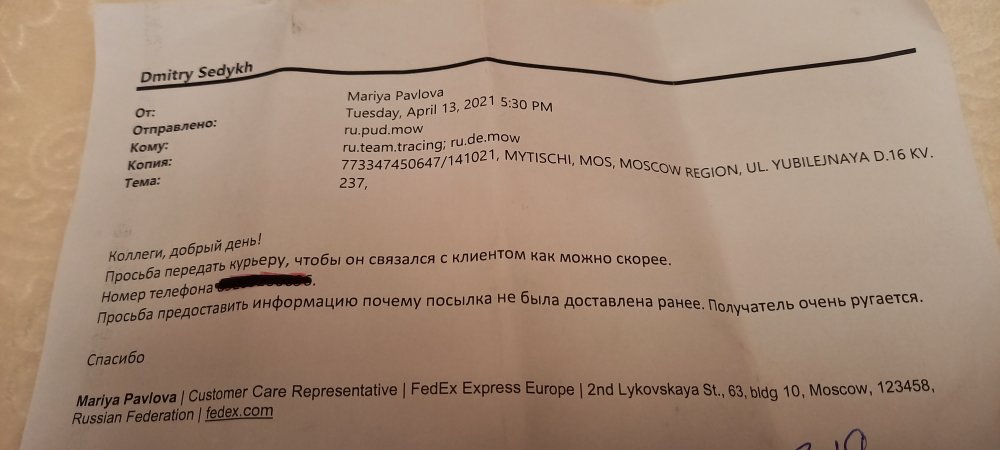 Dmitry Sedykh
От: Mariya Pavlova
Отправлено: Tuesday, April 13, 2021 5:30 PM
Кому: ru.pud.mow
Копия: ru.team.tracing; ru.de.mow
Тема: 773347450647/141021, MYTISCHI, MOS, MOSCOW REGION, UL. YUBILEJNAYA D.16 KV.
237,
Коллеги, добрый день!
Просьба передать курьеру, чтобы он связался с клиентом как можно скорее.
Номер телефона .
Просьба предоставить информацию почему посылка не была доставлена ранее. Получатель очень ругается.
Спасибо
Mariya Pavlova | Customer Care Representative | FedEx Express Europe | 2nd Lykovskaya St., 63, bldg 10, Moscow, 123458,
Russian Federation | fedex.com